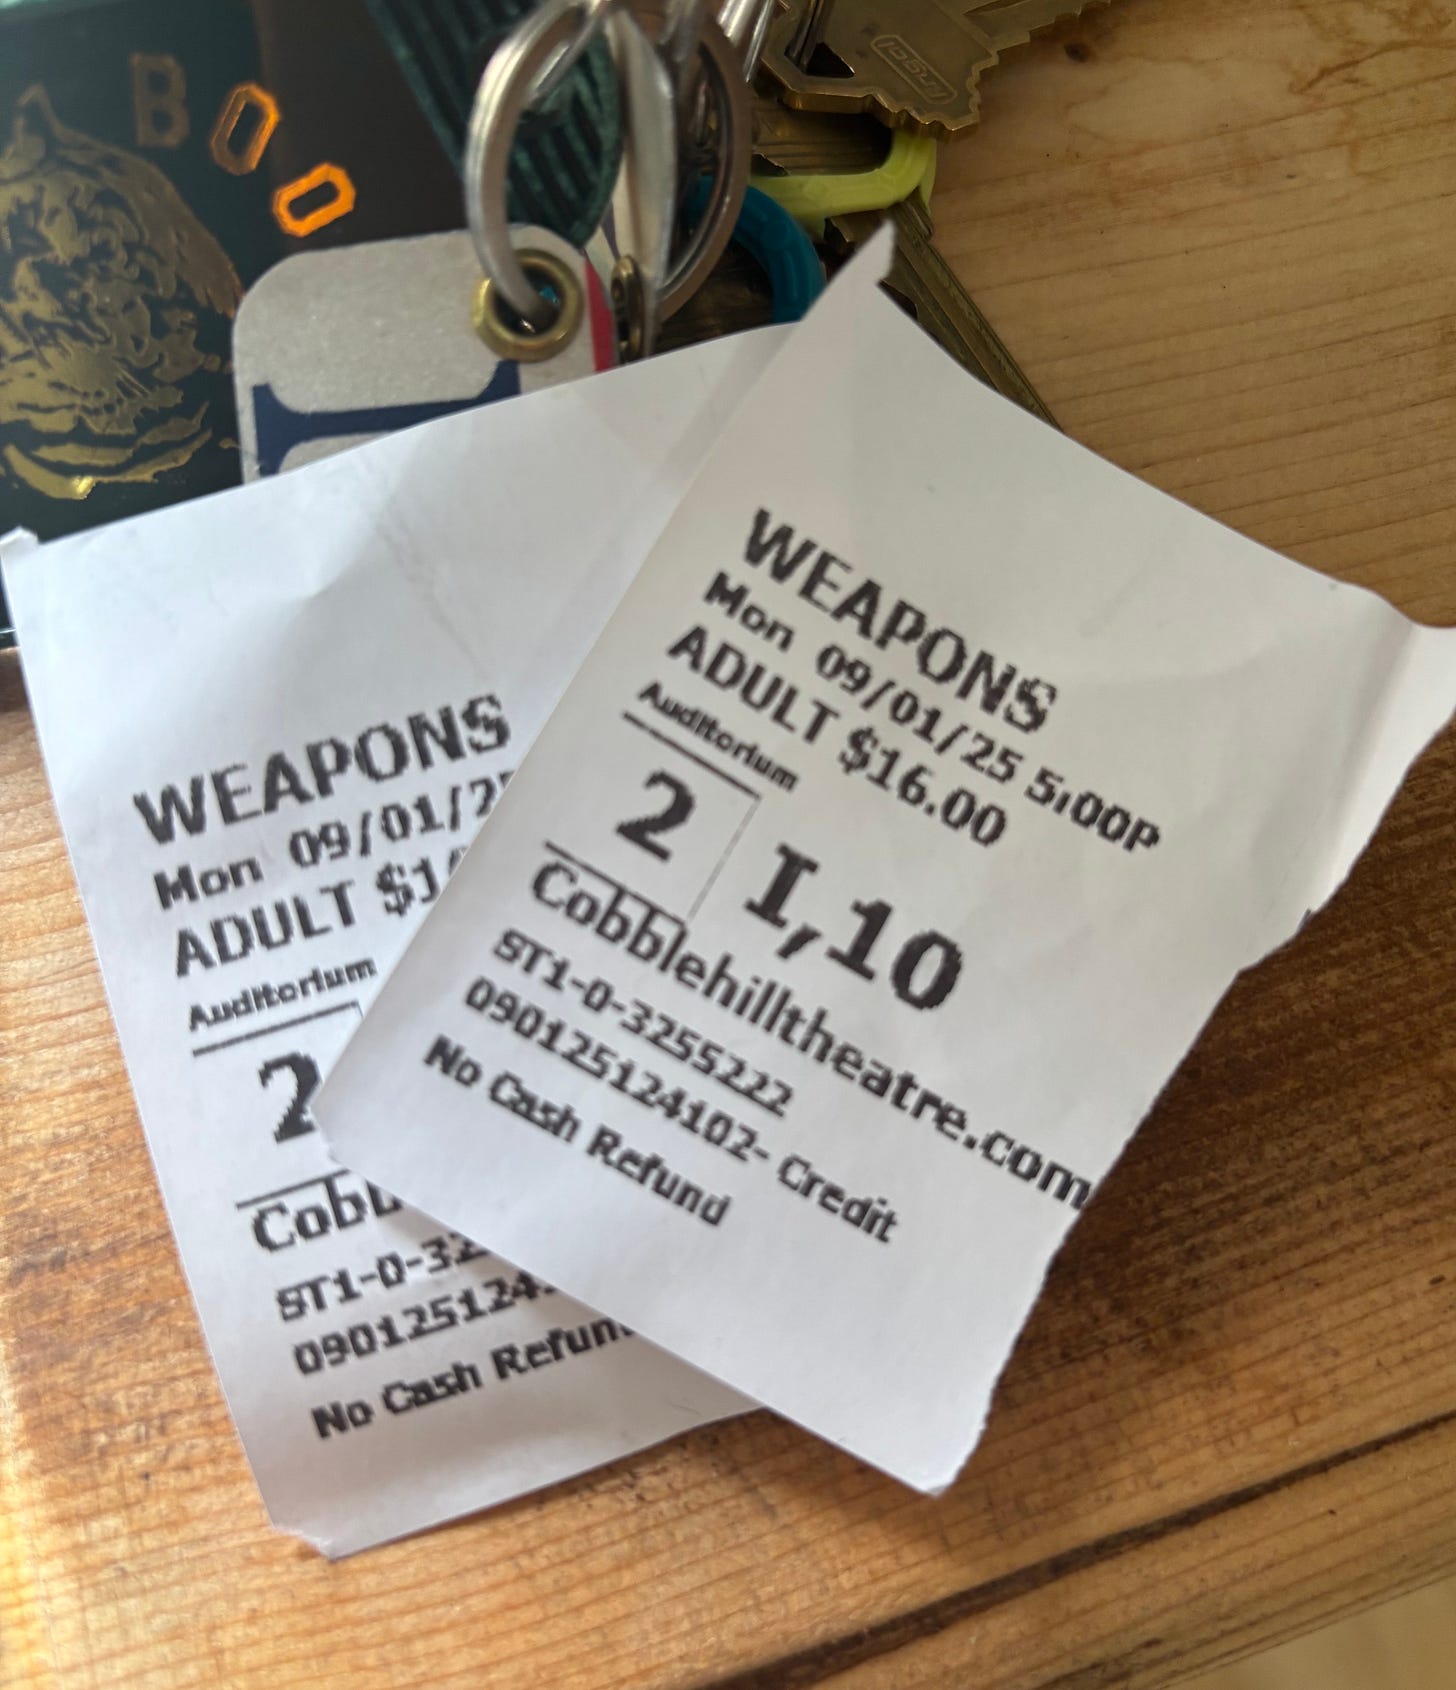 BOO
WEAPONS
Mon 09/01/25 5:00P
ADULT $16.00
Auditorium
2 I,10
Cobblehilltheatre.com
ST1-0-3255222
090125124102- Credit
No Cash Refund
WEAPONS
Mon 09/01/2
ADULT $1
Auditorium
2
Cobb
ST1-0-32
090125124
No Cash Refun